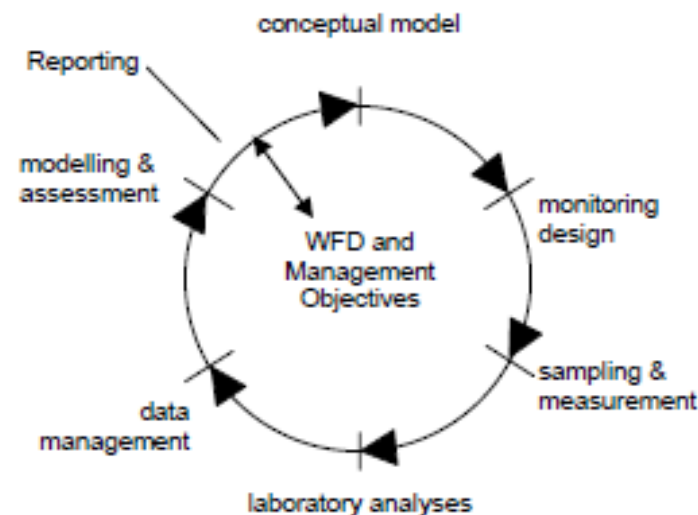 conceptual model
Reporting
modelling &
assessment
monitoring
design
WFD and
Management
Objectives
sampling &
measurement
data
management
laboratory analyses